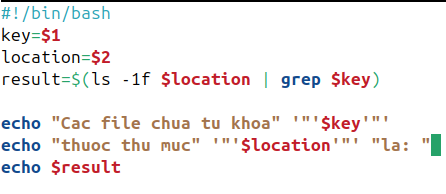 #!/bin/bash
key=$1
location=$2
result=$(ls -1f $location | grep $key)
echo "Cac file chua tu khoa" '"'$key'"'
echo "thuoc thu muc" '"'$location'"' "la: "
echo $result